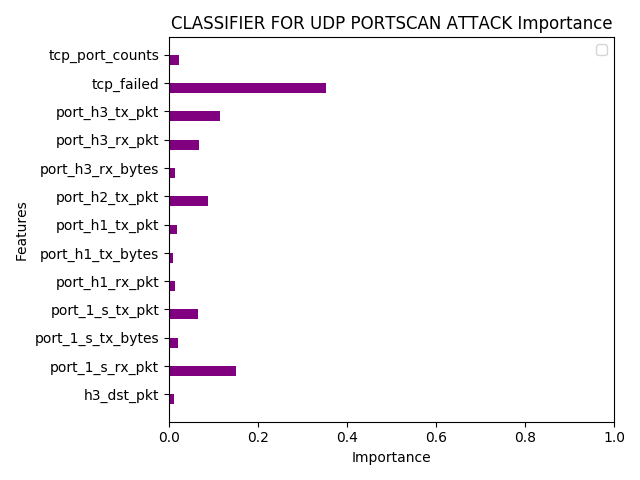 CLASSIFIER FOR UDP PORTSCAN ATTACK Importance
tcp_port_counts
tcp_failed
port_h3_tx_pkt
port_h3_rx_pkt
port_h3_rx_bytes
port_h2_tx_pkt
port_h1_tx_pkt
port_h1_tx_bytes
port_h1_rx_pkt
port_1_s_tx_pkt
port_1_s_tx_bytes
port_1_s_rx_pkt
h3_dst_pkt
Features
0.0 0.2 0.4 0.6 0.8 1.0
Importance